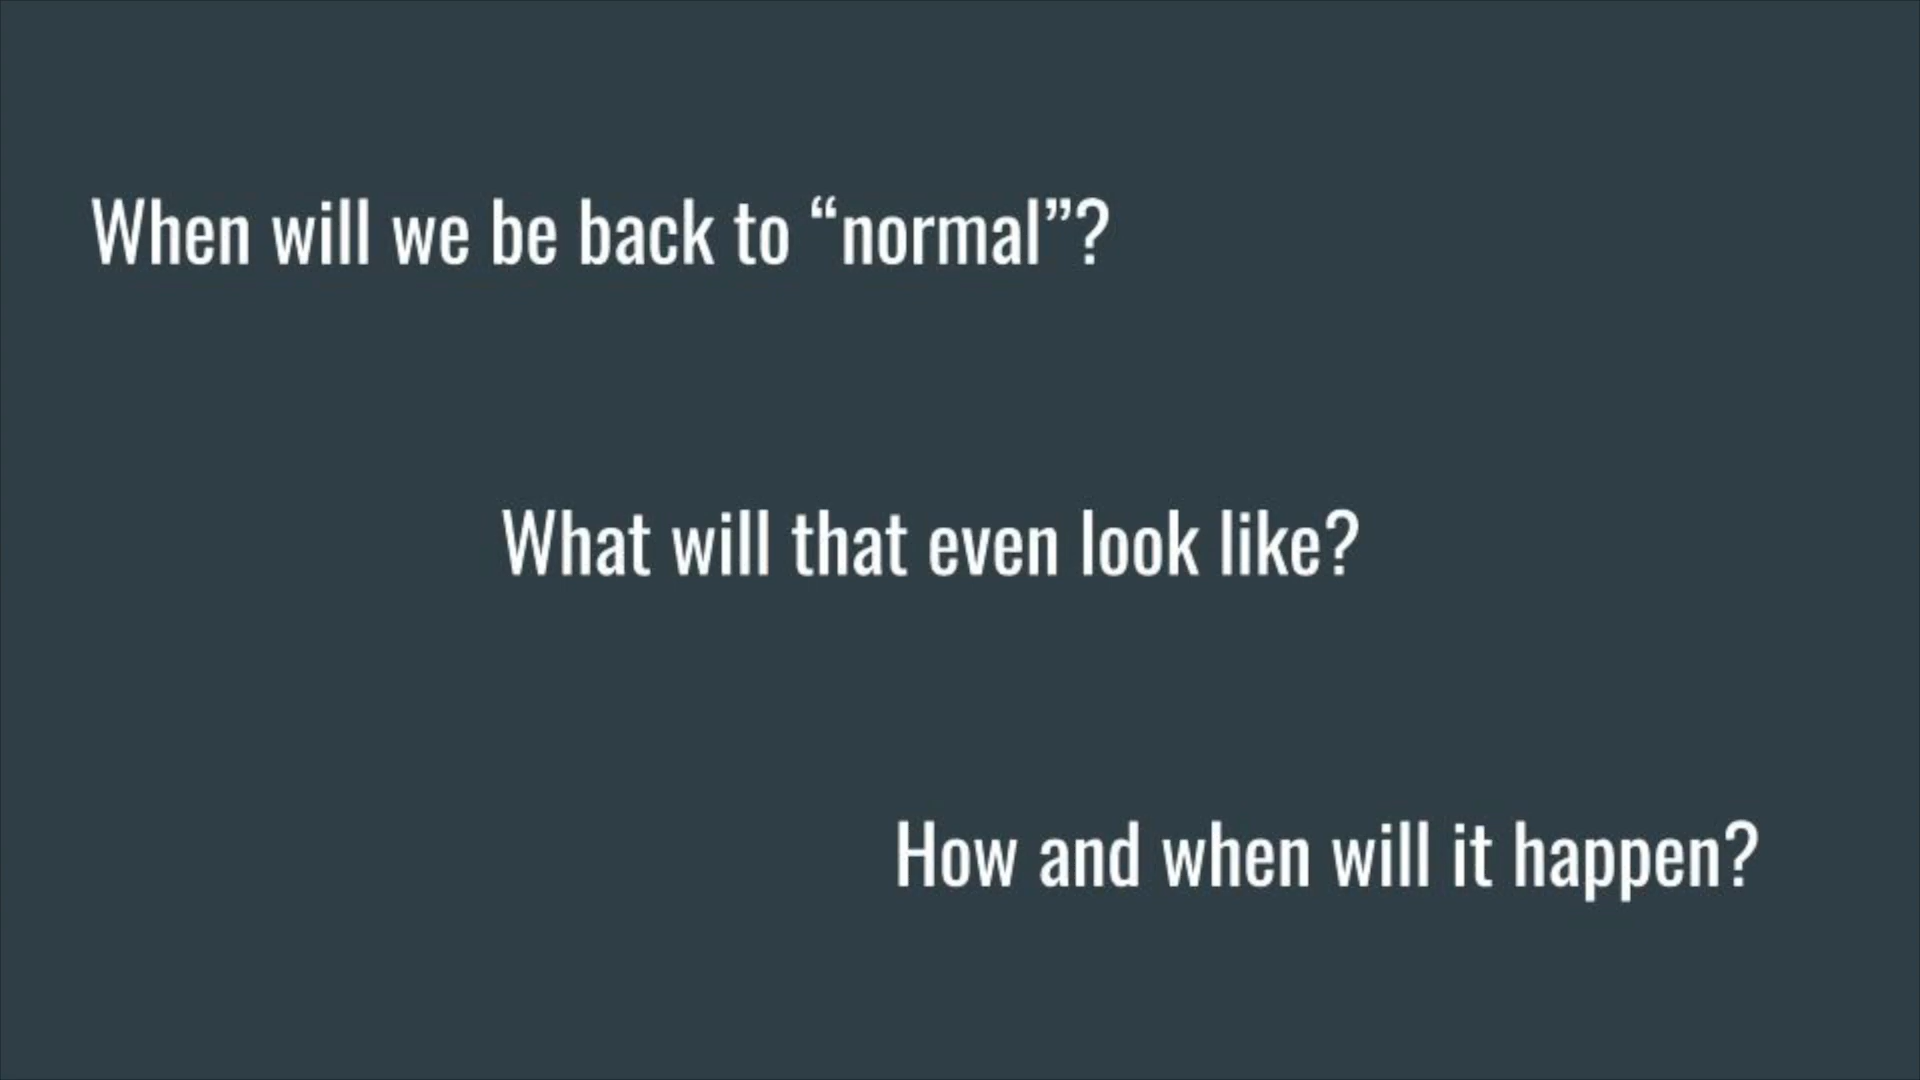 When will we be back to “normal”?
What will that even look like?
How and when will it happen?